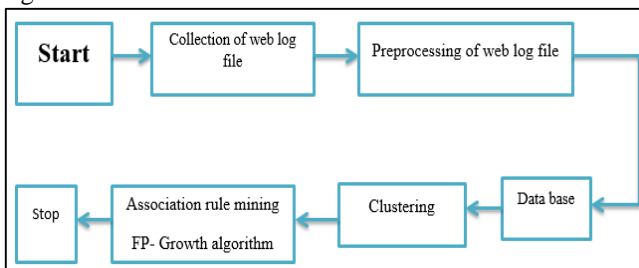 Start
Collection of web log
file
Preprocessing of web log file
Data base
Clustering
Association rule mining
FP- Growth algorithm
Stop